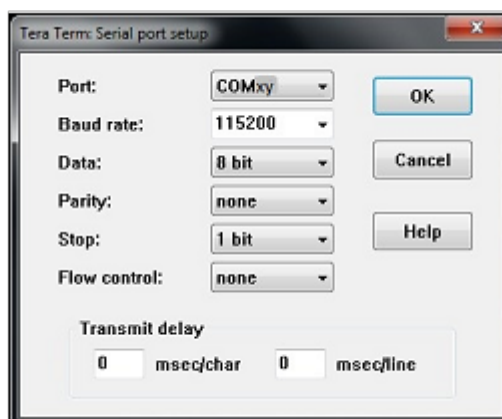 Tera Term: Serial port setup
Port: COMxy OK
Baud rate: 115200
Data: 8 bit Cancel
Parity: none
Stop: 1 bit Help
Flow control: none
Transmit delay
0 msec/char 0 msec/line